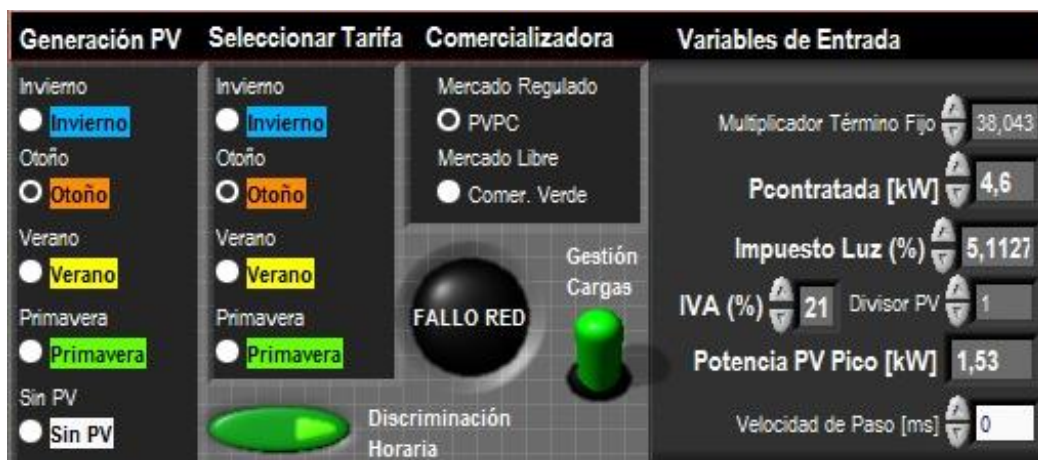 Generación PV
Seleccionar Tarifa
Comercializadora
Variables de Entrada
Invierno
Invierno
Otoño
Otoño
Verano
Verano
Primavera
Primavera
Sin PV
Sin PV
Invierno
Invierno
Otoño
Otoño
Verano
Verano
Primavera
Primavera
Discriminación
Horaria
Mercado Regulado
PVPC
Mercado Libre
Comer. Verde
FALLO RED
Gestión
Cargas
Multiplicador Término Fijo 38,043
Pcontratada [kW] 4,6
Impuesto Luz (%) 5,1127
IVA (%) 21 Divisor PV 1
Potencia PV Pico [kW] 1,53
Velocidad de Paso [ms] 0